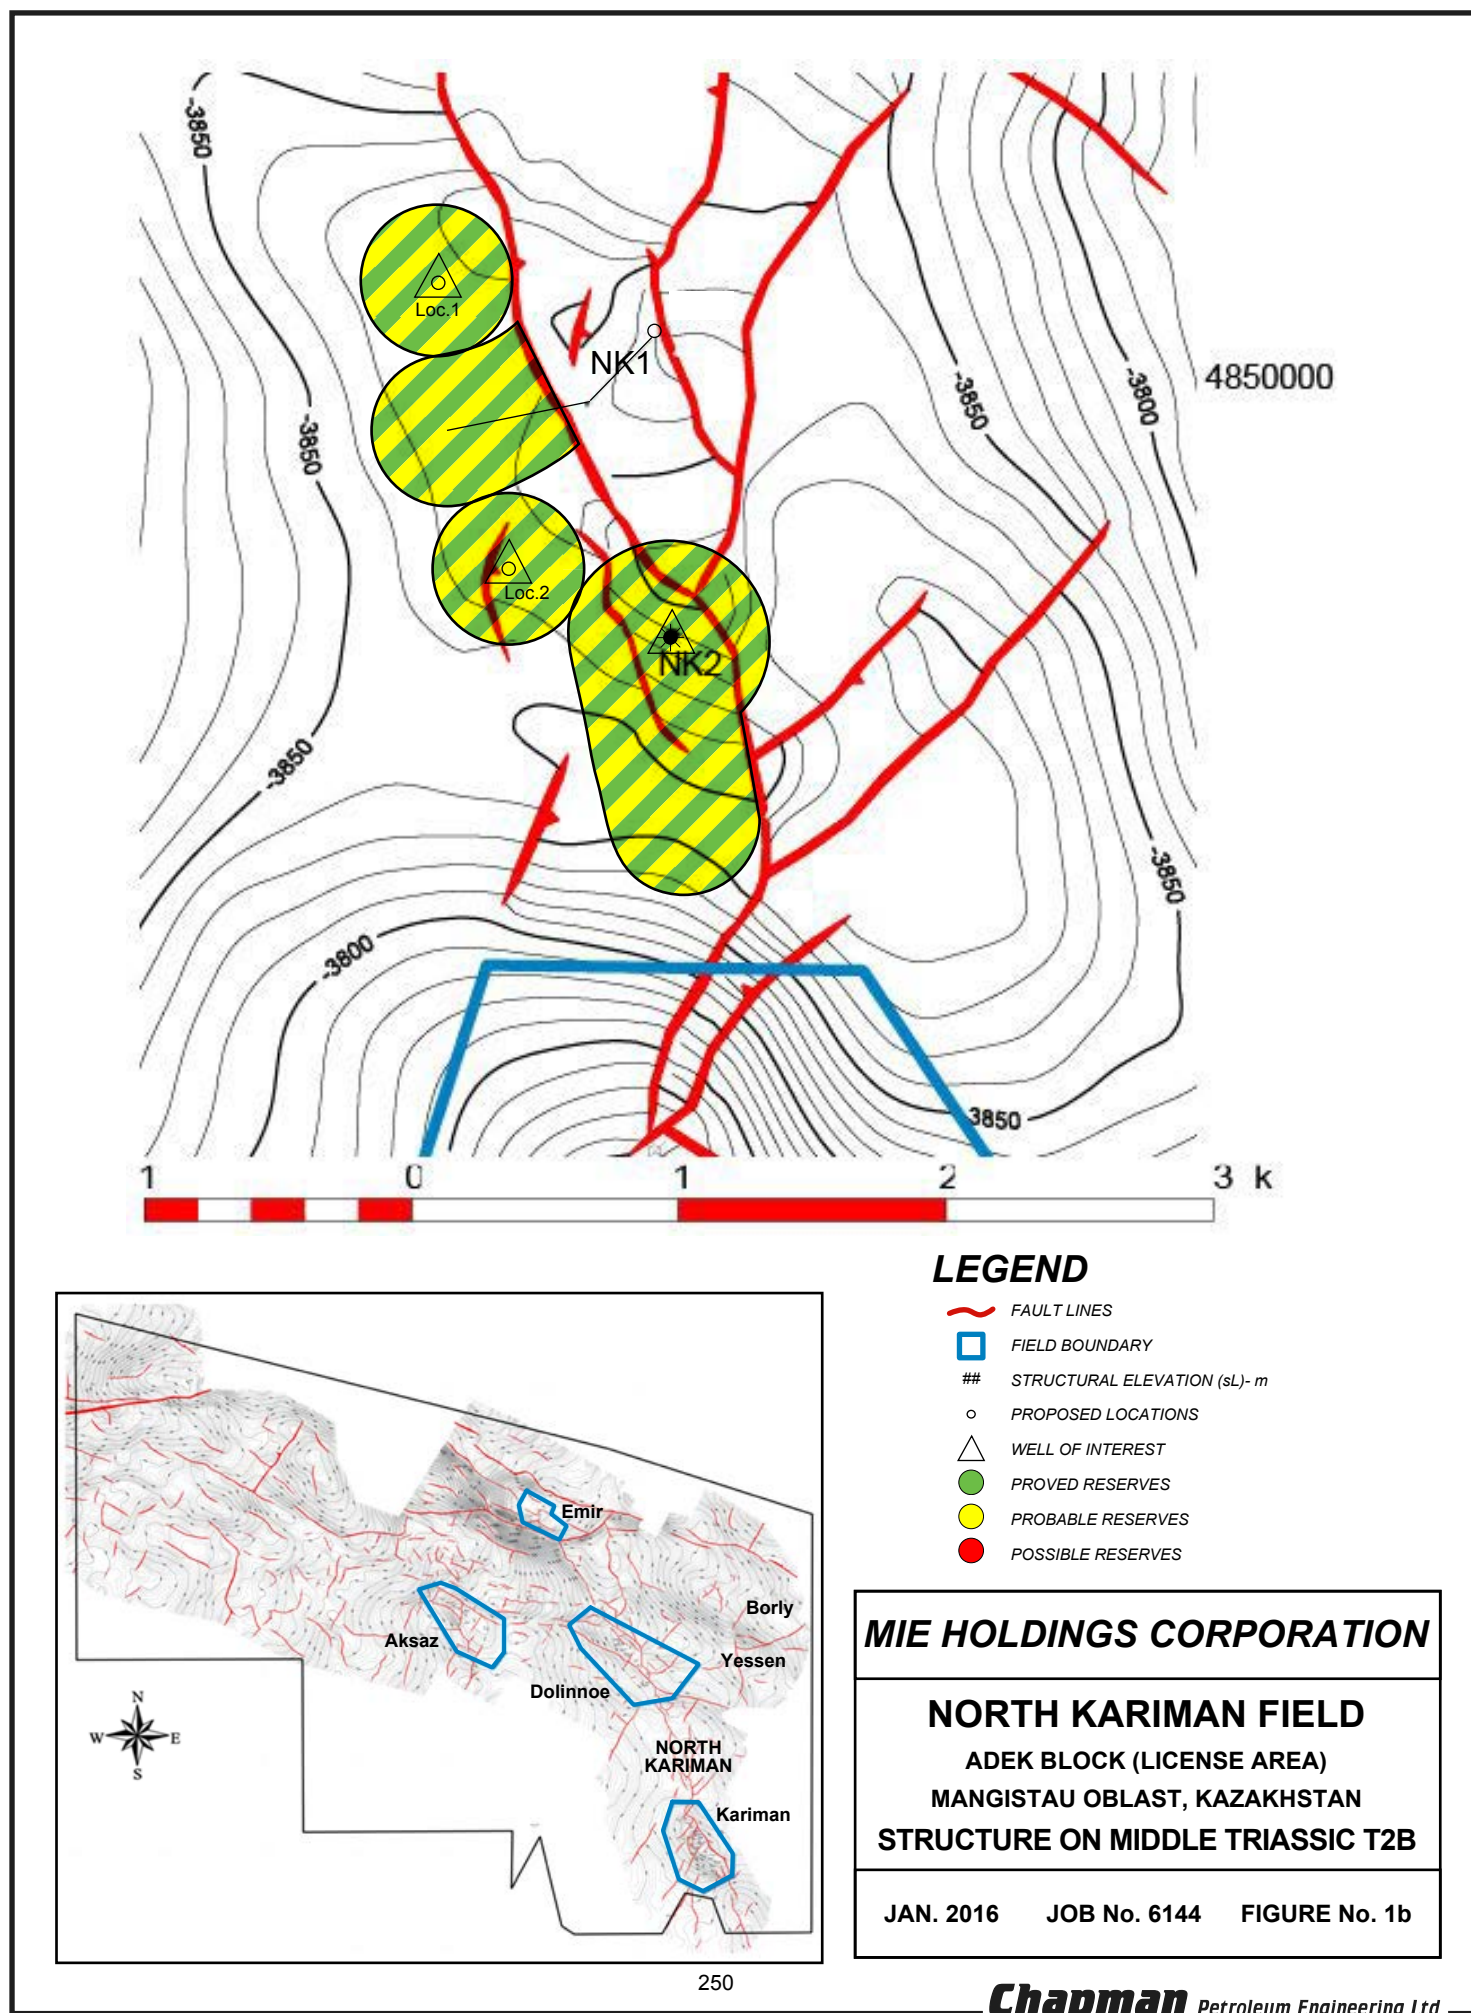 -3850
Loc.1
NK1
4850000
-3850
-3850
-3800
Loc.2
NK2
-3850
-3850
-3800
3850
1 0 1 2 3 k
LEGEND
FAULT LINES
FIELD BOUNDARY
## STRUCTURAL ELEVATION (sL)- m
PROPOSED LOCATIONS
WELL OF INTEREST
PROVED RESERVES
PROBABLE RESERVES
POSSIBLE RESERVES
Emir
Borly
Aksaz
Yessen
Dolinnoe
NORTH
KARIMAN
Kariman
N
W E
S
MIE HOLDINGS CORPORATION
NORTH KARIMAN FIELD
ADEK BLOCK (LICENSE AREA)
MANGISTAU OBLAST, KAZAKHSTAN
STRUCTURE ON MIDDLE TRIASSIC T2B
JAN. 2016 JOB No. 6144 FIGURE No. 1b
250
Chapman Petroleum Engineering Ltd